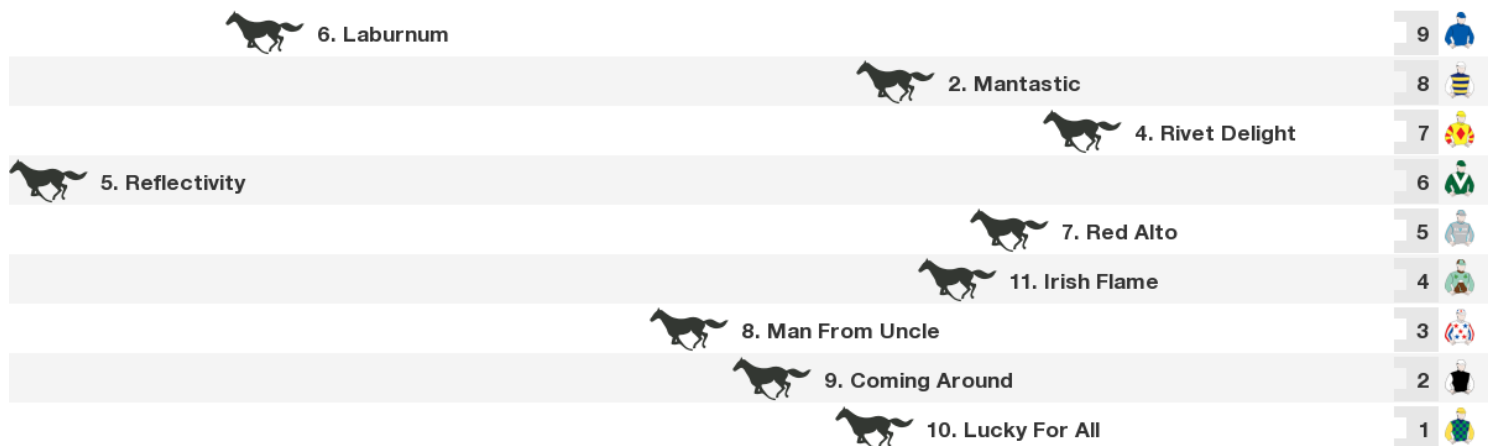 6. Laburnum 9
2. Mantastic 8
4. Rivet Delight 7
5. Reflectivity 6
7. Red Alto 5
11. Irish Flame 4
8. Man From Uncle 3
9. Coming Around 2
10. Lucky For All 1